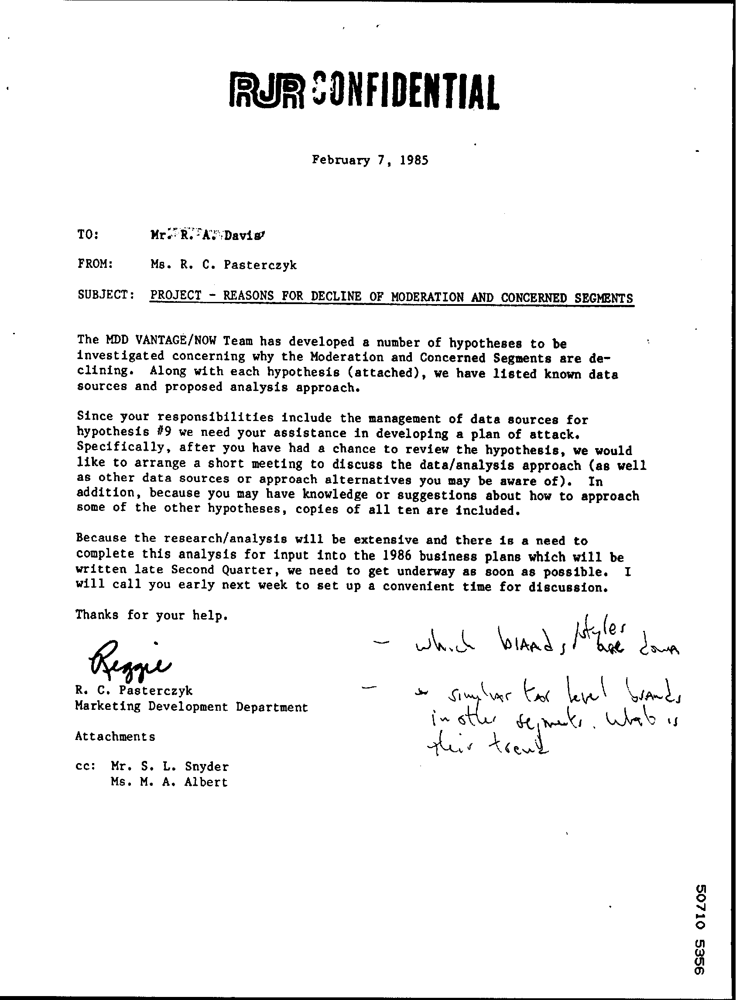 RJR CONFIDENTIAL
February 7, 1985
TO: Mr. R. A. Davis
FROM: Ms. R. C. Pasterczyk
SUBJECT: PROJECT - REASONS FOR DECLINE OF MODERATION AND CONCERNED SEGMENTS
The MDD VANTAGE/NOW Team has developed a number of hypotheses to be
investigated concerning why the Moderation and Concerned Segments are de-
clining. Along with each hypothesis (attached), we have listed known data
sources and proposed analysis approach.
Since your responsibilities include the management of data sources for
hypothesis #9 we need your assistance in developing a plan of attack.
Specifically, after you have had a chance to review the hypothesis, we would
like to arrange a short meeting to discuss the data/analysis approach (as well
as other data sources or approach alternatives you may be aware of). In
addition, because you may have knowledge or suggestions about how to approach
some of the other hypotheses, copies of all ten are included.
Because the research/analysis will be extensive and there is a need to
complete this analysis for input into the 1986 business plans which will be
written late Second Quarter, we need to get underway as soon as possible. I
will call you early next week to set up a convenient time for discussion.
Thanks for your help.
- which brands/styles are down
Reggie
R. C. Pasterczyk
Marketing Development Department
- similar tar level brands
in other segments. What is
their trend
Attachments
cc: Mr. S. L. Snyder
Ms. M. A. Albert
50710 5356